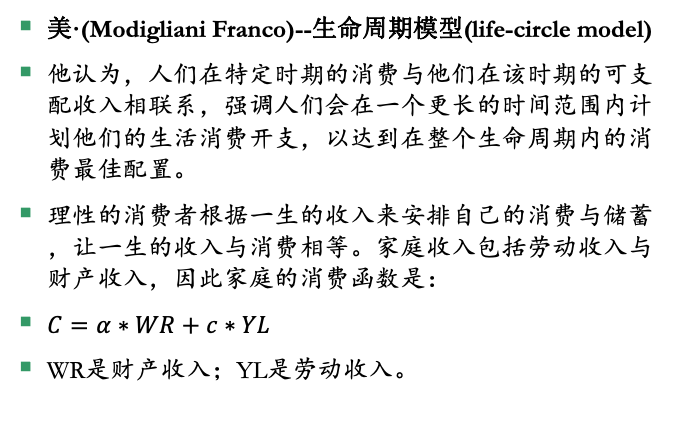 美·(Modigliani Franco)--生命周期模型(life-circle model)
他认为，人们在特定时期的消费与他们在该时期的可支
配收入相联系，强调人们会在一个更长的时间范围内计
划他们的生活消费开支，以达到在整个生命周期内的消
费最佳配置。
理性的消费者根据一生的收入来安排自己的消费与储蓄
，让一生的收入与消费相等。家庭收入包括劳动收入与
财产收入，因此家庭的消费函数是：
C = α ∗ WR + c ∗ YL
WR是财产收入；YL是劳动收入。